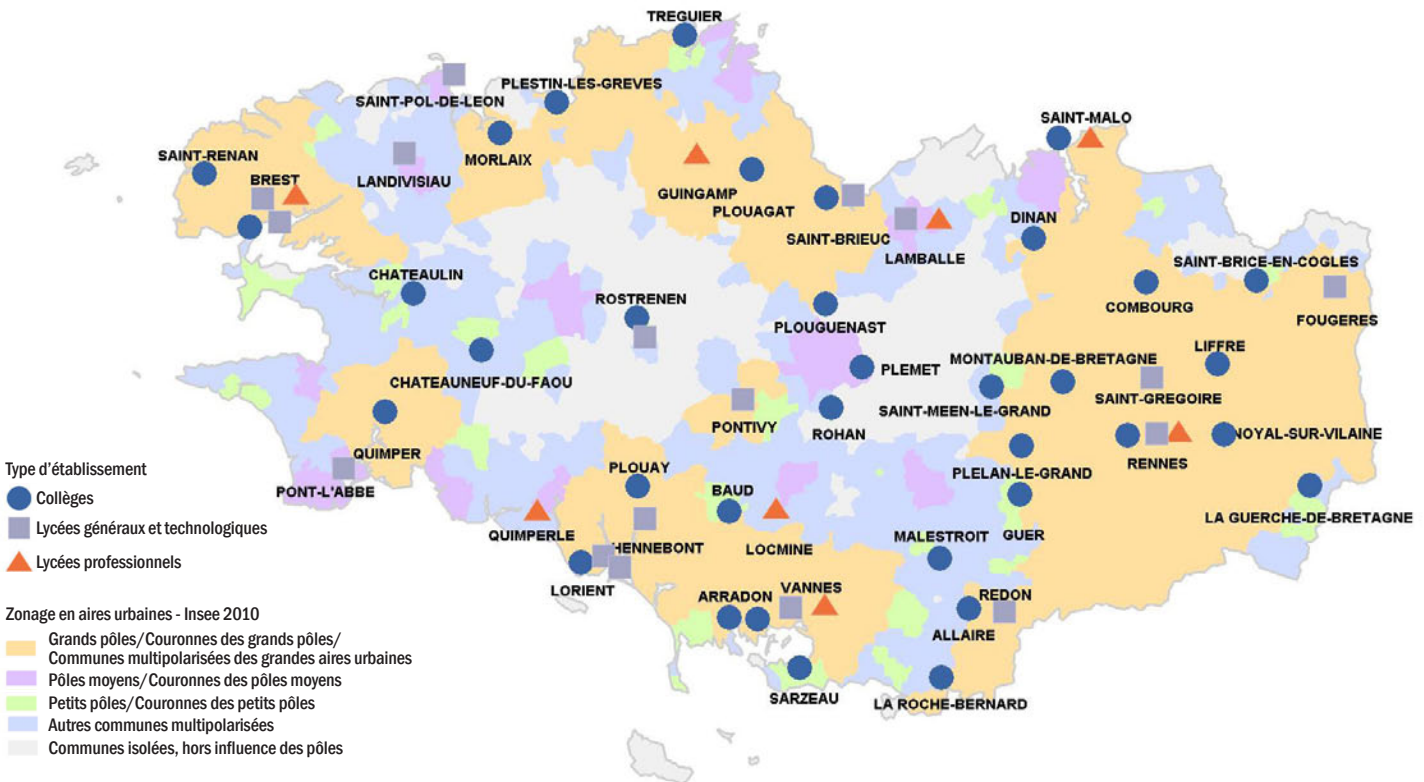 TREGUIER
PLESTIN-LES-GREVES
SAINT-POL-DE-LEON
SAINT-MALO
SAINT-RENAN
MORLAIX
BREST
LANDIVISIAU
GUINGAMP
PLOUAGAT
DINAN
SAINT-BRIEUC
LAMBALLE
SAINT-BRICE-EN-COGLES
CHATEAULIN
ROSTRENEN
COMBOURG
FOUGERES
PLOUGUENAST
LIFFRE
MONTAUBAN-DE-BRETAGNE
PLEMET
CHATEAUNEUF-DU-FAOU
SAINT-GREGOIRE
SAINT-MEEN-LE-GRAND
PONTIVY
ROHAN
NOYAL-SUR-VILAINE
QUIMPER
RENNES
PLOUAY
PLELAN-LE-GRAND
PONT-L'ABBE
BAUD
LA GUERCHE-DE-BRETAGNE
QUIMPERLE
MALESTROIT
GUER
HENNEBONT
LOCMINE
LORIENT
VANNES
ARRADON
REDON
ALLAIRE
SARZEAU
LA ROCHE-BERNARD
Type d'établissement
Collèges
Lycées généraux et technologiques
Lycées professionnels
Zonage en aires urbaines - Insee 2010
Grands pôles/Couronnes des grands pôles/
Communes multipolarisées des grandes aires urbaines
Pôles moyens/Couronnes des pôles moyens
Petits pôles/Couronnes des petits pôles
Autres communes multipolarisées
Communes isolées, hors influence des pôles